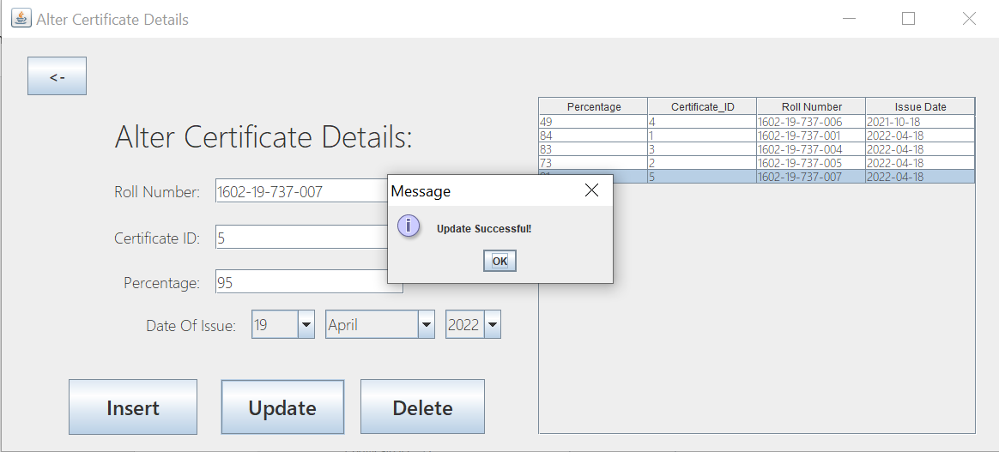 Alter Certificate Details
<-
Alter Certificate Details:
Roll Number: 1602-19-737-007
Certificate ID: 5
Percentage: 95
Date Of Issue: 19 April 2022
Insert Update Delete
Percentage Certificate_ID Roll Number Issue Date
49 4 1602-19-737-006 2021-10-18
84 1 1602-19-737-001 2022-04-18
83 3 1602-19-737-004 2022-04-18
73 2 1602-19-737-005 2022-04-18
5 1602-19-737-007 2022-04-18
Message
Update Successful!
OK